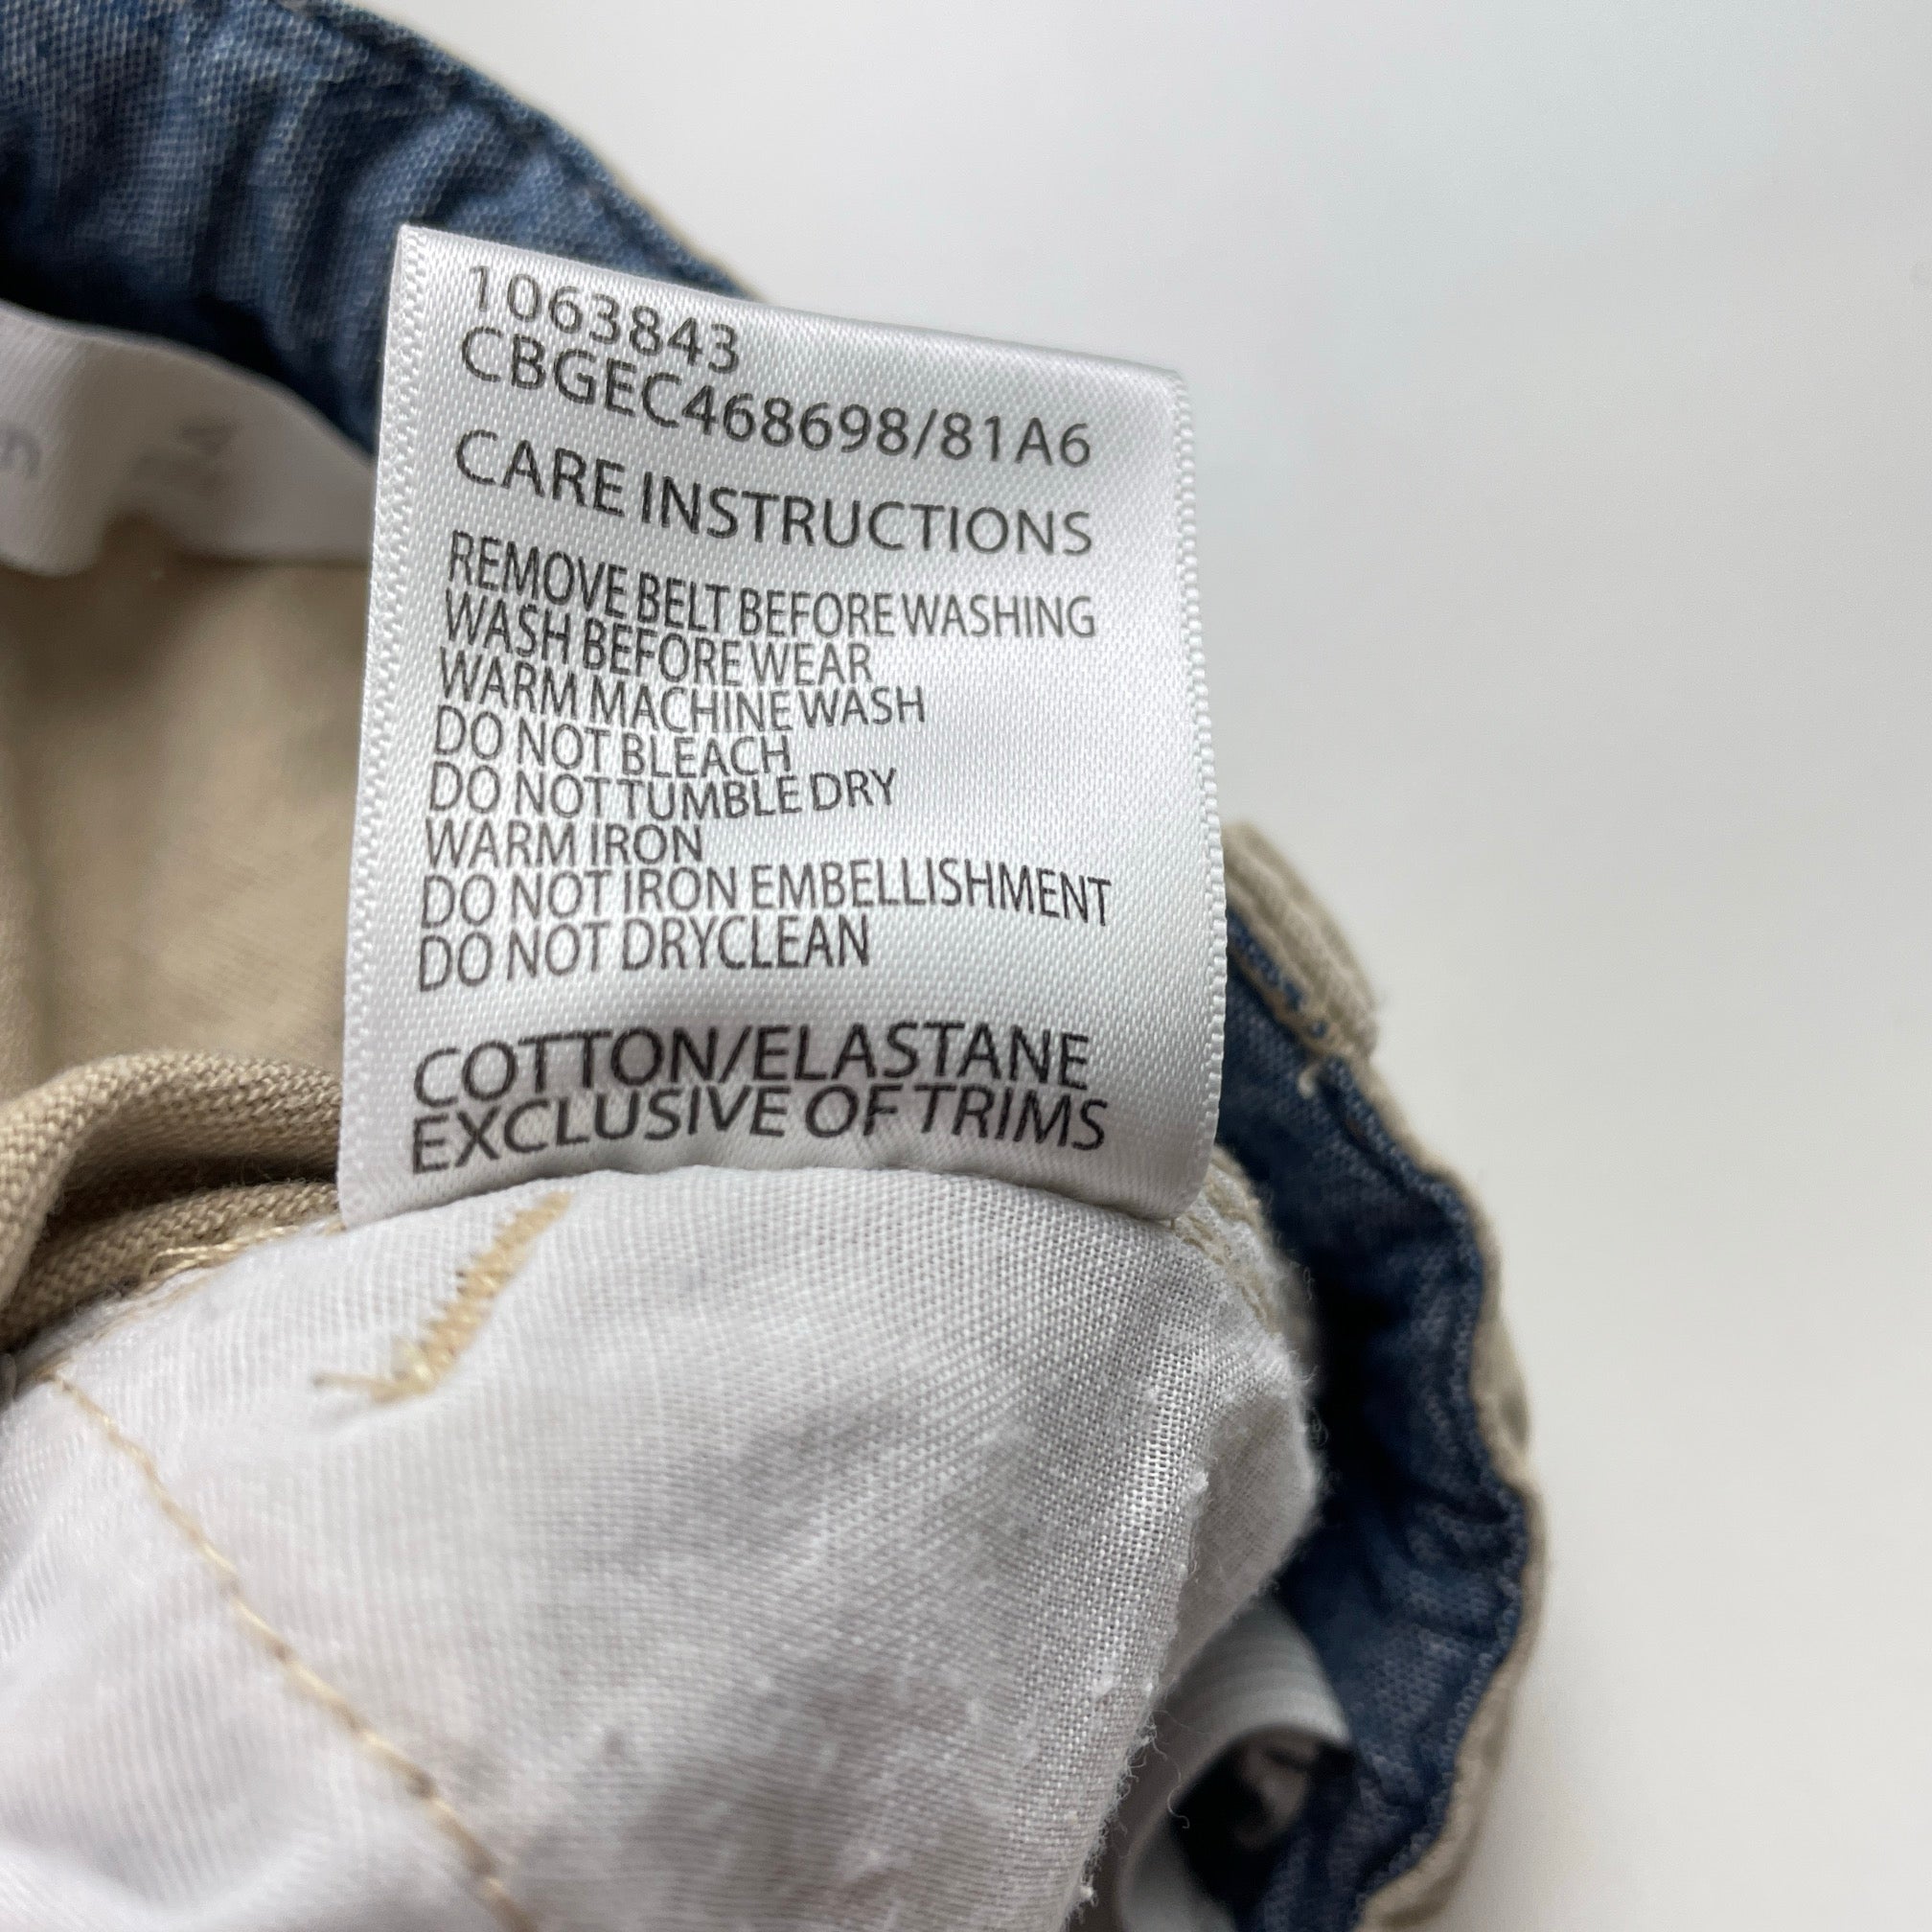 1063843
CBGEC468698/81A6
CARE INSTRUCTIONS
REMOVE BELT BEFORE WASHING
WASH BEFORE WEAR
WARM MACHINE WASH
DO NOT BLEACH
DO NOT TUMBLE DRY
WARM IRON
DO NOT IRON EMBELLISHMENT
DO NOT DRYCLEAN
COTTON/ELASTANE
EXCLUSIVE OF TRIMS